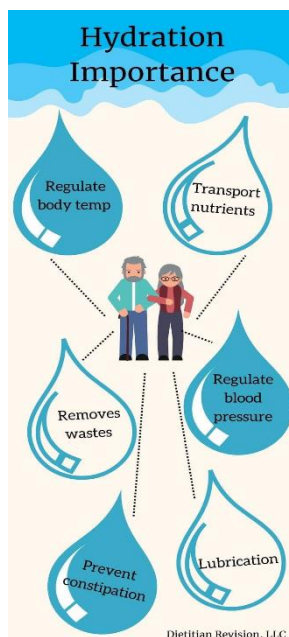 Hydration
Importance
Regulate
body temp
Transport
nutrients
Removes
wastes
Regulate
blood
pressure
Prevent
constipation
Lubrication
Dietitian Revision, LLC